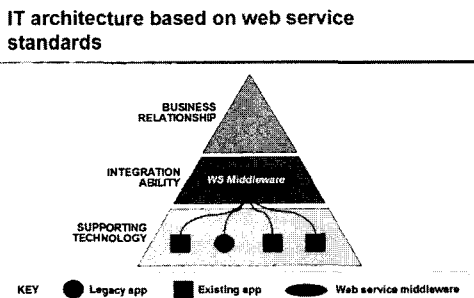 IT architecture based on web service
standards
BUSINESS
RELATIONSHIP
INTEGRATION
ABILITY
WS Middleware
SUPPORTING
TECHNOLOGY
KEY
Legacy app
Existing app
Web service middleware